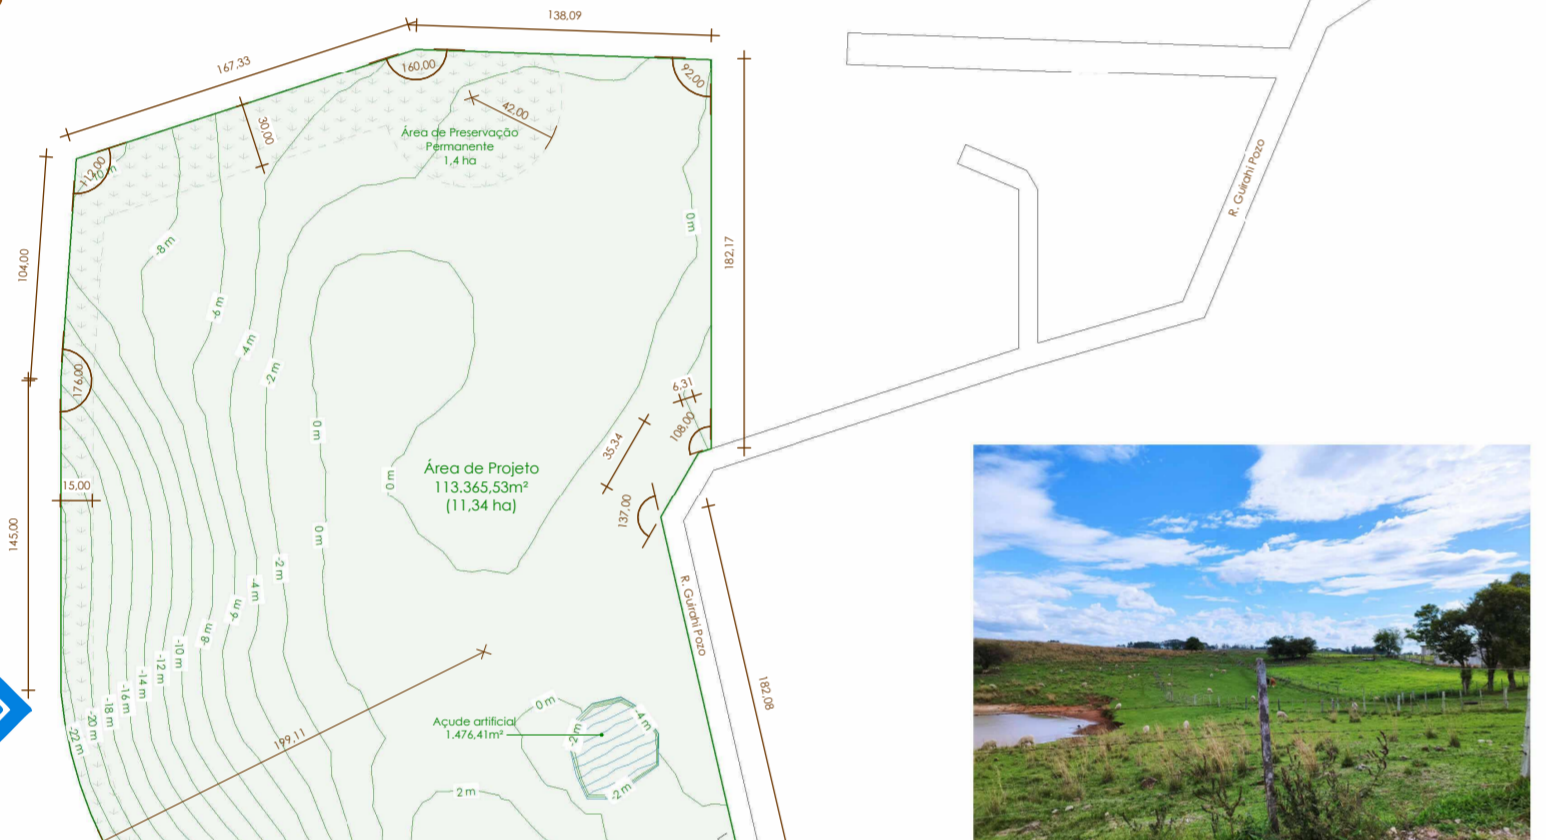 138,09
167,33
160,00
92,00
30,00
42,00
Área de Preservação
Permanente
1,4 ha
112,00
-10 m
-8 m
0 m
104,00
182,17
R. Guirahi Pozo
-6 m
-4 m
-2 m
176,00
6,31
108,00
0 m
35,34
Área de Projeto
113.365,53m²
(11,34 ha)
0 m
15,00
137,00
145,00
0 m
-2 m
-4 m
-6 m
-8 m
-10 m
-12 m
-14 m
-16 m
-18 m
-20 m
-22 m
R. Guirahi Pozo
182,08
199,11
0 m
Açude artificial
1.476,41m²
-2 m
-4 m
-2 m
2 m